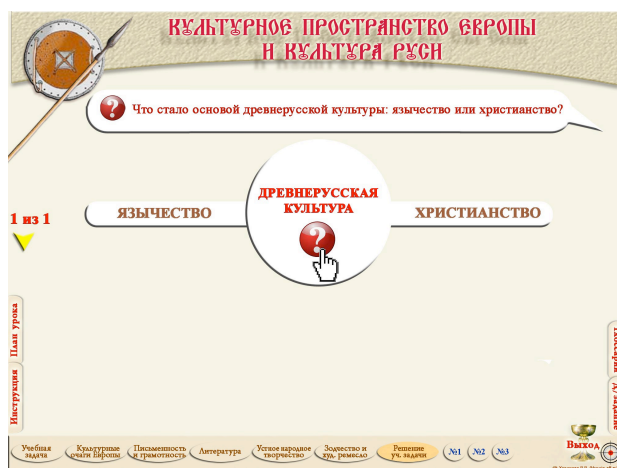 КУЛЬТУРНОЕ ПРОСТРАНСТВО ЕВРОПЫ
И КУЛЬТУРА РУСИ
? Что стало основой древнерусской культуры: язычество или христианство?
ДРЕВНЕРУССКАЯ
КУЛЬТУРА
?
ЯЗЫЧЕСТВО
ХРИСТИАНСТВО
1 из 1
План урока
Инструкция
Учебная
задача
Культурные
очаги Европы
Письменность
и грамотность
Литература
Устное народное
творчество
Зодчество и
худ. ремесло
Решение
уч. задачи
№1
№2
№3
Выход